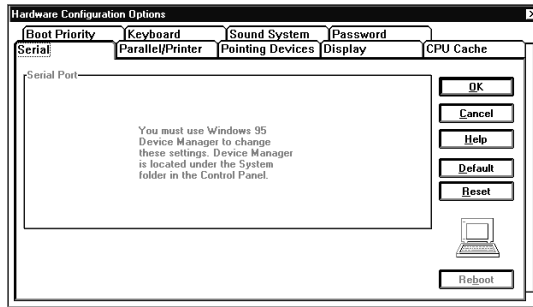 Hardware Configuration Options
Boot Priority
Keyboard
Sound System
Password
Serial
Parallel/Printer
Pointing Devices
Display
CPU Cache
Serial Port
You must use Windows 95
Device Manager to change
these settings. Device Manager
is located under the System
folder in the Control Panel.
OK
Cancel
Help
Default
Reset
Reboot